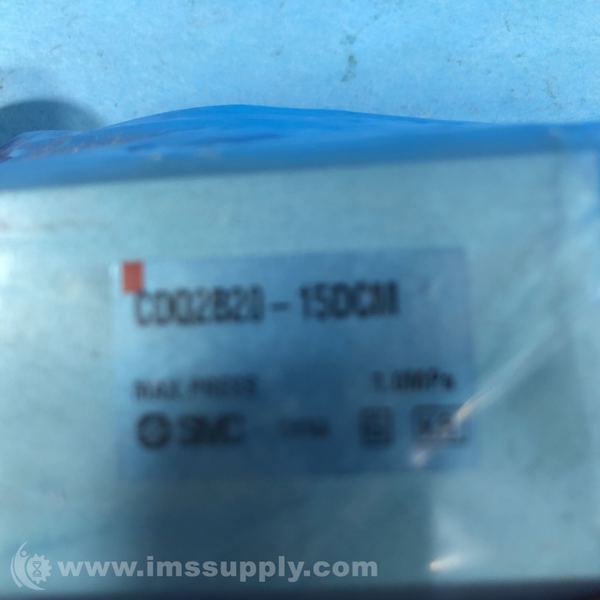 CDQ2B20-15DCM
MAX.PRESS 1.0MPa
SMC
www.imssupply.com